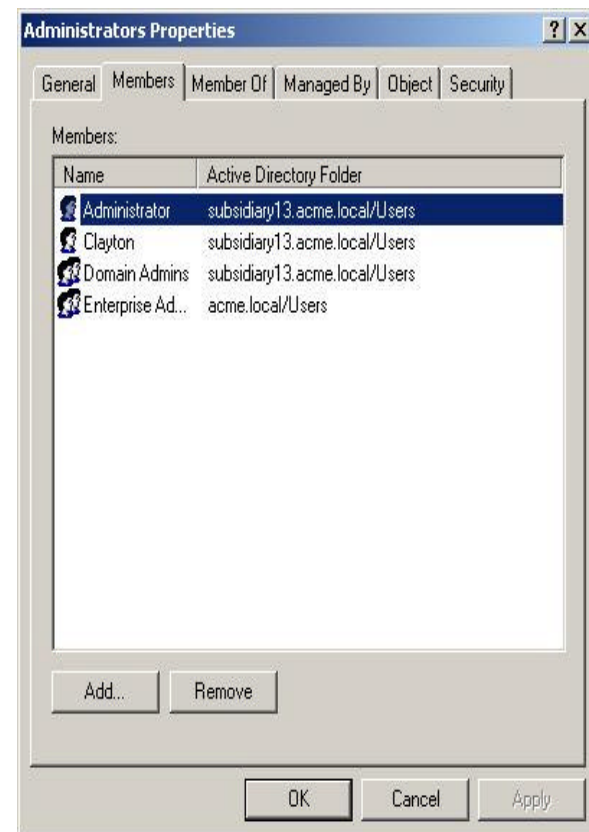 Administrators Properties ? X
General Members Member Of Managed By Object Security
Members:
Name Active Directory Folder
Administrator subsidiary13.acme.local/Users
Clayton subsidiary13.acme.local/Users
Domain Admins subsidiary13.acme.local/Users
Enterprise Ad... acme.local/Users
Add... Remove
OK Cancel Apply